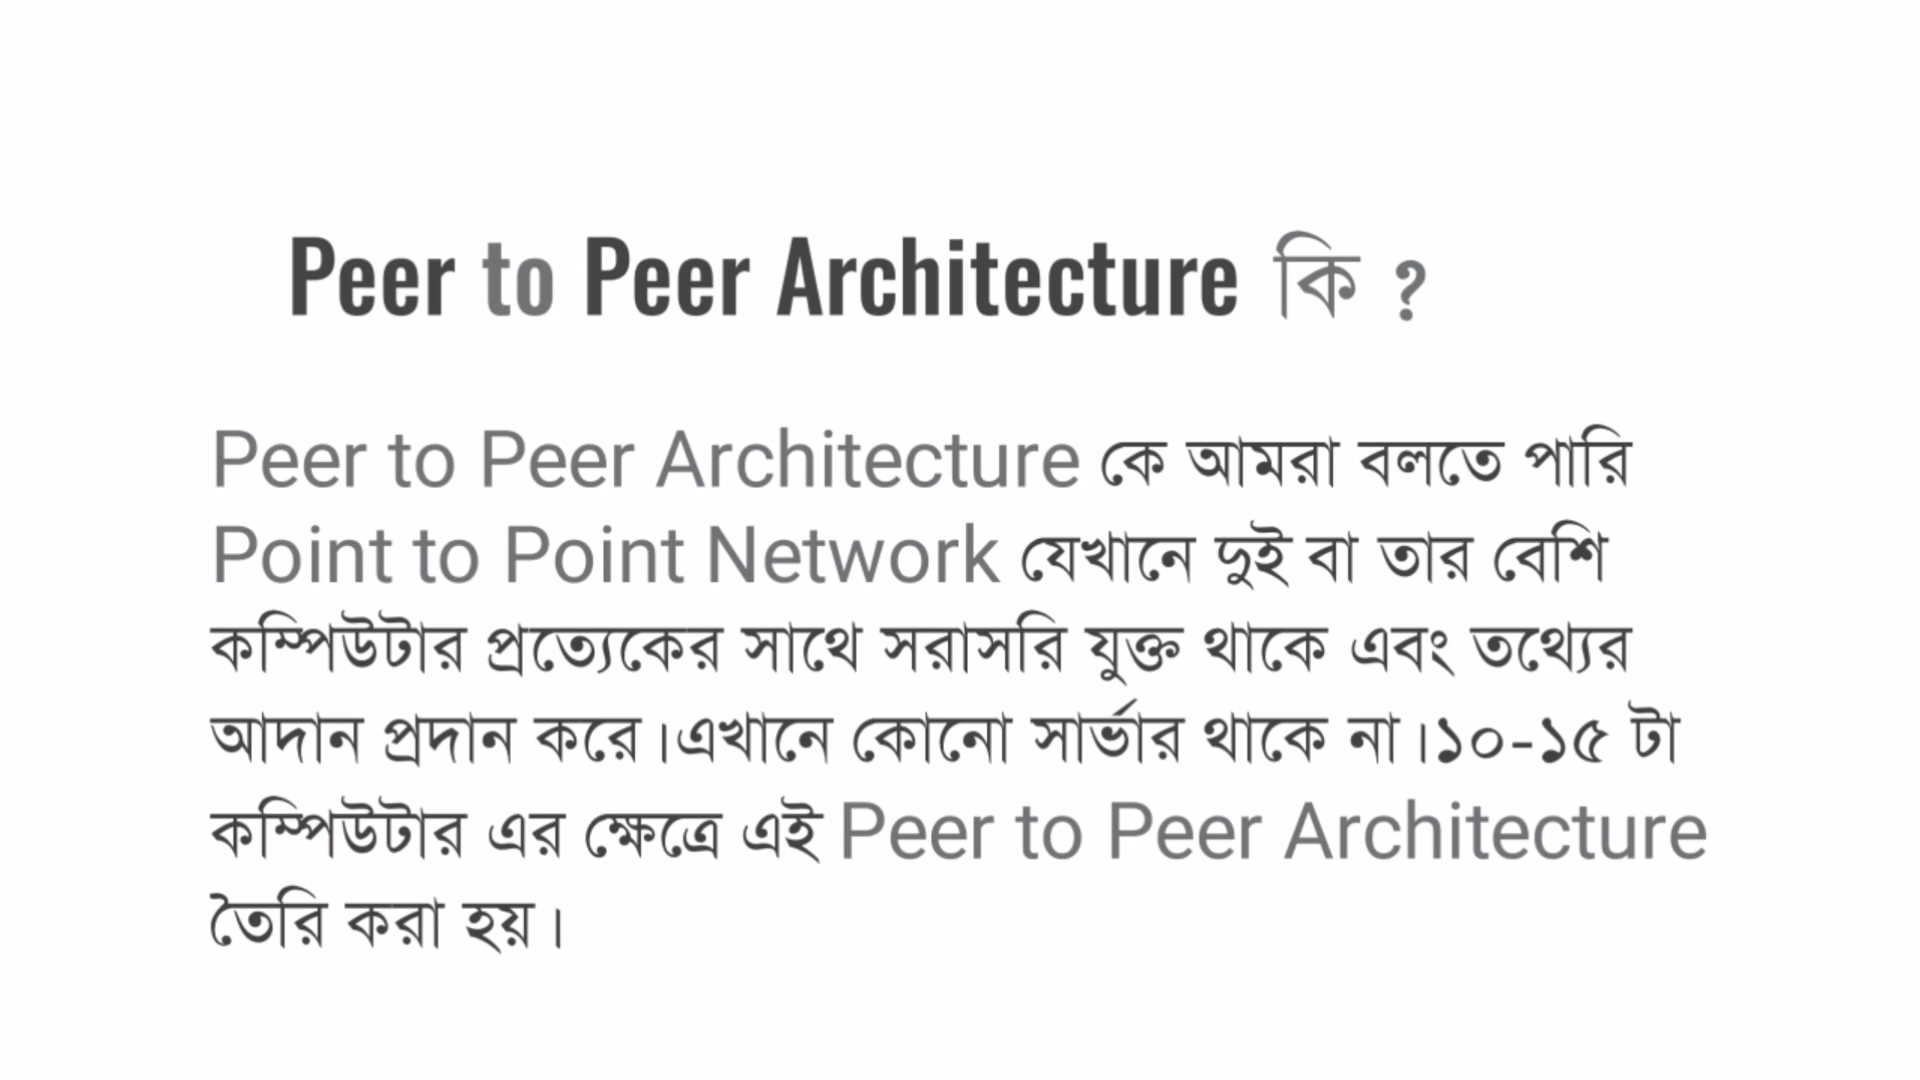 Peer to Peer Architecture কি ?
Peer to Peer Architecture কে আমরা বলতে পারি
Point to Point Network যেখানে দুই বা তার বেশি
কম্পিউটার প্রত্যেকের সাথে সরাসরি যুক্ত থাকে এবং তথ্যের
আদান প্রদান করে।এখানে কোনো সার্ভার থাকে না।১০-১৫ টা
কম্পিউটার এর ক্ষেত্রে এই Peer to Peer Architecture
তৈরি করা হয়।